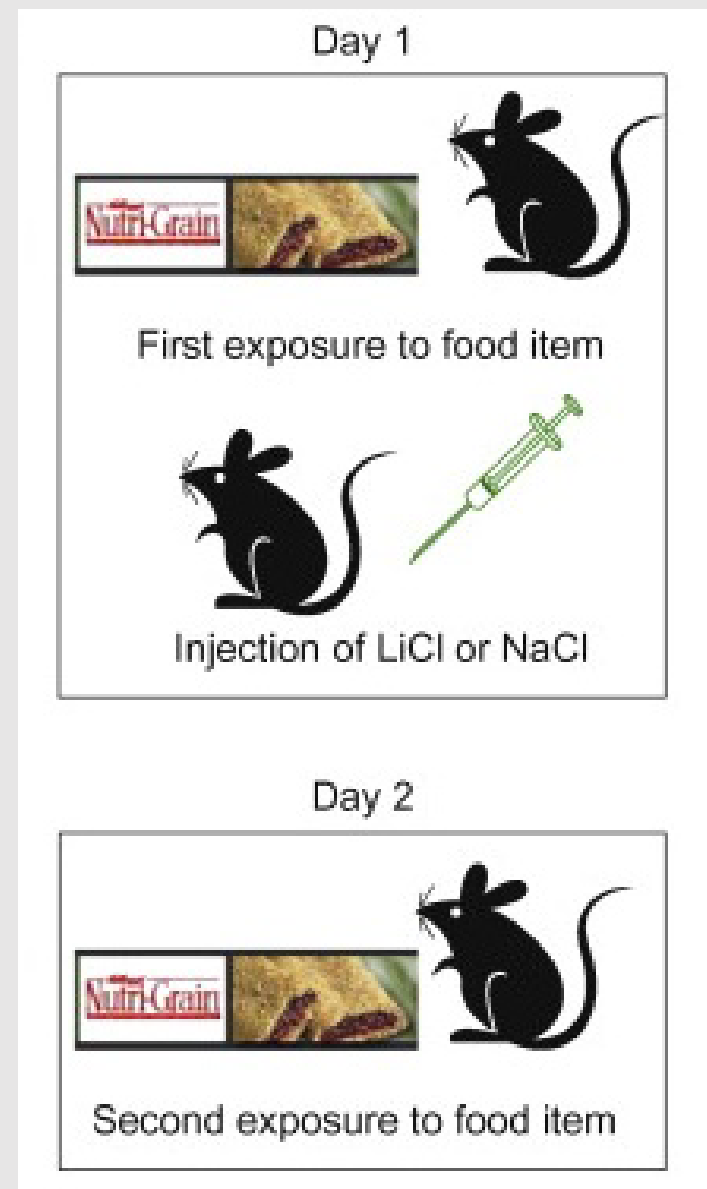 Day 1
Nutri-Grain
First exposure to food item
Injection of LiCl or NaCl
Day 2
Nutri-Grain
Second exposure to food item